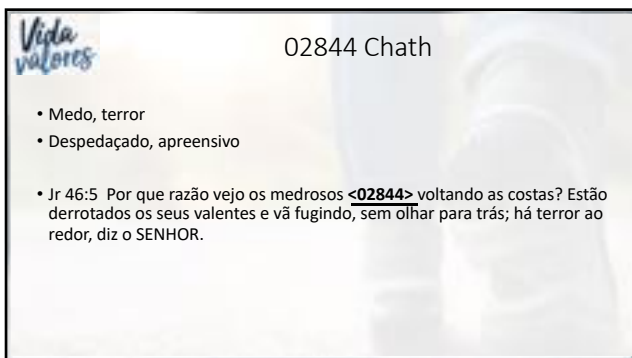 Vida
valores
02844 Chath
• Medo, terror
• Despedaçado, apreensivo
• Jr 46:5 Por que razão vejo os medrosos <02844> voltando as costas? Estão
derrotados os seus valentes e vã fugindo, sem olhar para trás; há terror ao
redor, diz o SENHOR.